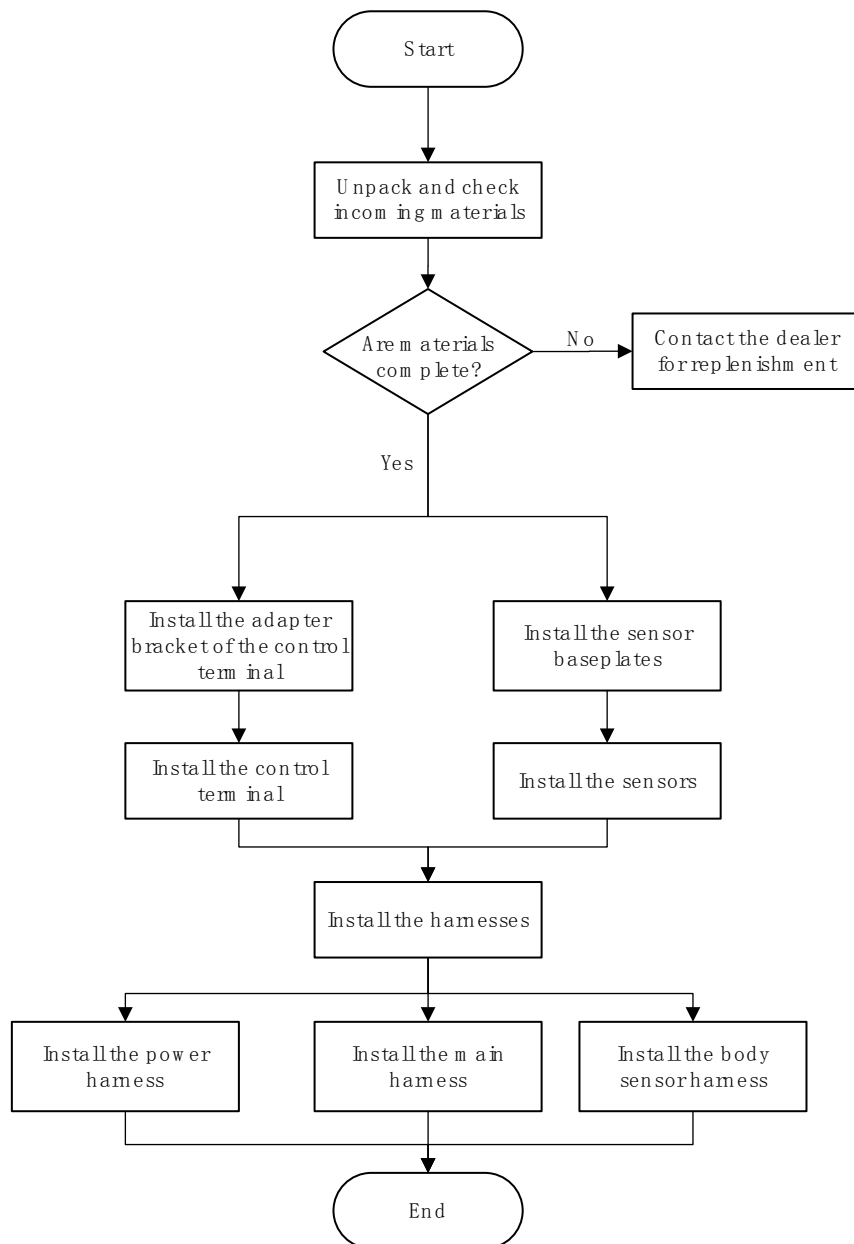 Start
Unpack and check
incoming materials
Are materials
complete?
No
Contact the dealer
for replenishment
Yes
Install the adapter
bracket of the control
terminal
Install the sensor
baseplates
Install the control
terminal
Install the sensors
Install the harnesses
Install the power
harness
Install the main
harness
Install the body
sensor harness
End